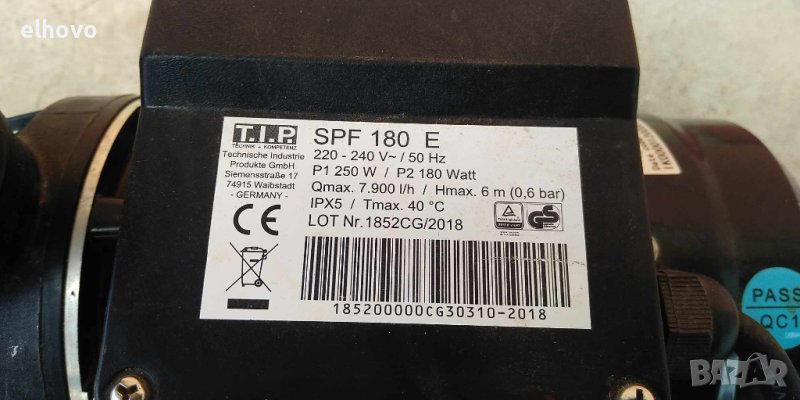 elhovo
T.I.P.
TECHNIK + KOMPETENZ
Technische Industrie
Produkte GmbH
Siemensstraße 17
74915 Waibstadt
- GERMANY -
SPF 180 E
220 - 240 V~ / 50 Hz
P1 250 W / P2 180 Watt
Qmax. 7.900 l/h / Hmax. 6 m (0,6 bar)
IPX5 / Tmax. 40 °C
LOT Nr.1852CG/2018
CE
GS
185200000CG30310-2018
PASS
QC1
BAZAR